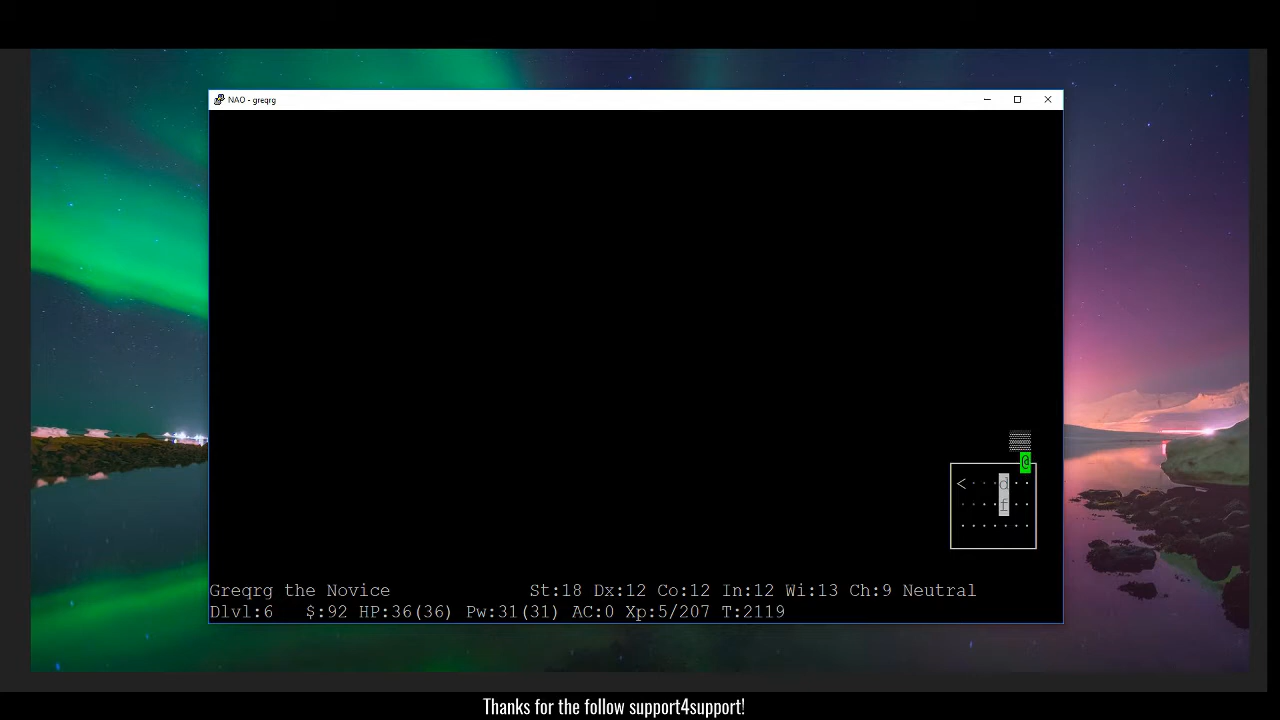 NAO - greqrg
@
< · · · d · ·
· · · · f · ·
· · · · · · ·
Greqrg the Novice St:18 Dx:12 Co:12 In:12 Wi:13 Ch:9 Neutral
Dlvl:6 $:92 HP:36(36) Pw:31(31) AC:0 Xp:5/207 T:2119
Thanks for the follow support4support!